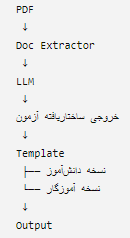 PDF
↓
Doc Extractor
↓
LLM
↓
خروجی ساختاریافته آزمون
↓
Template
├── نسخه دانش‌آموز
└── نسخه آموزگار
↓
Output